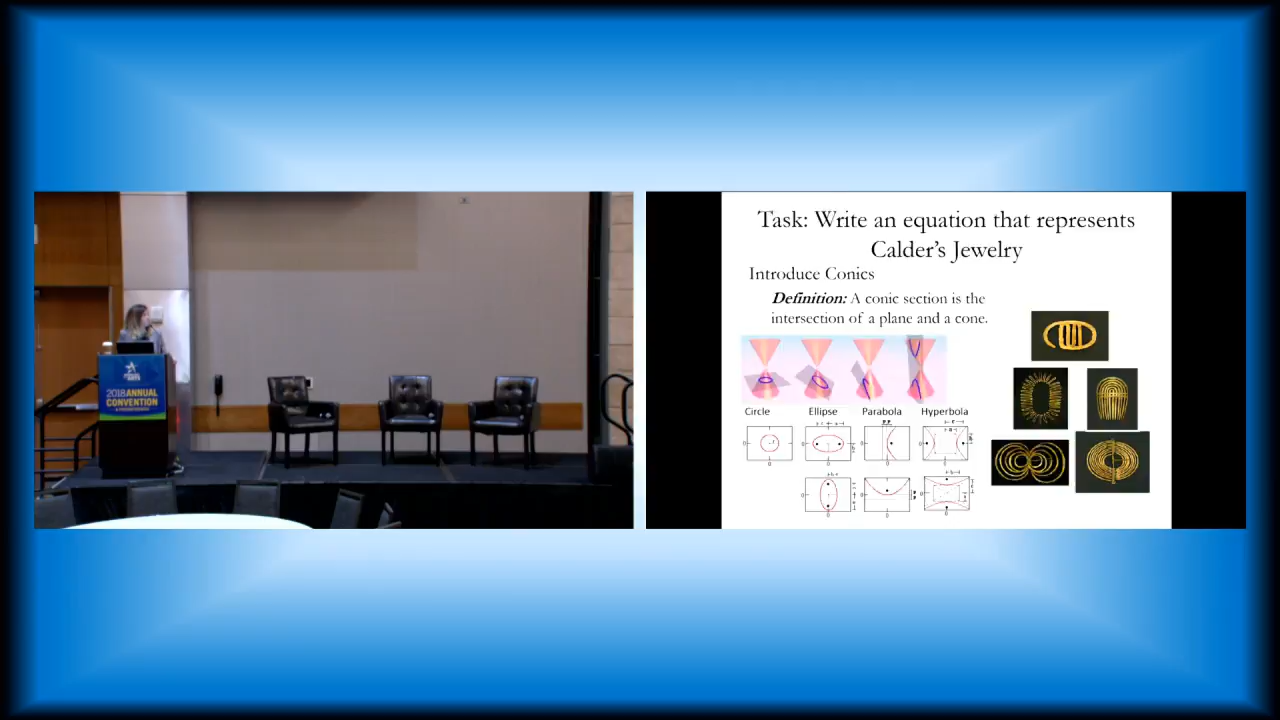 2018 ANNUAL
CONVENTION
Task: Write an equation that represents
Calder's Jewelry
Introduce Conics
Definition: A conic section is the
intersection of a plane and a cone.
Circle Ellipse Parabola Hyperbola